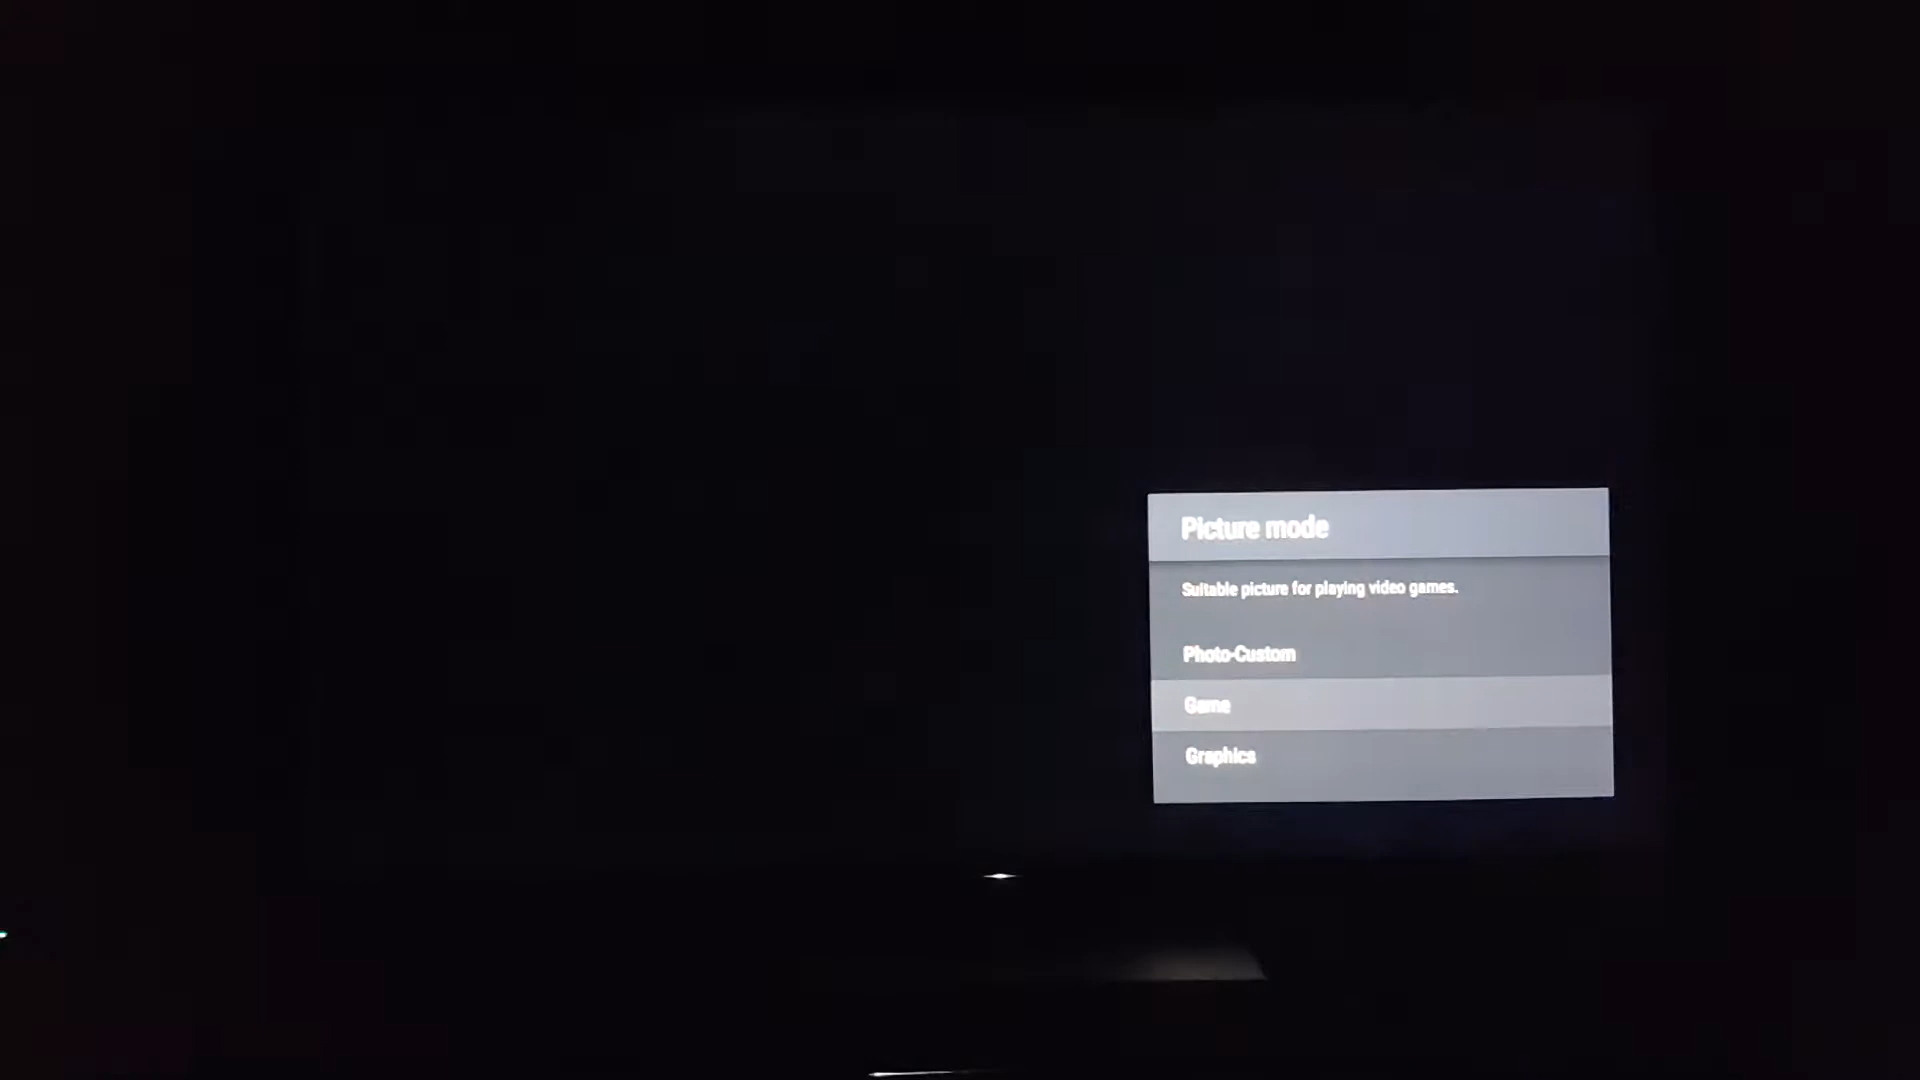 Picture mode
Suitable picture for playing video games.
Photo-Custom
Game
Graphics